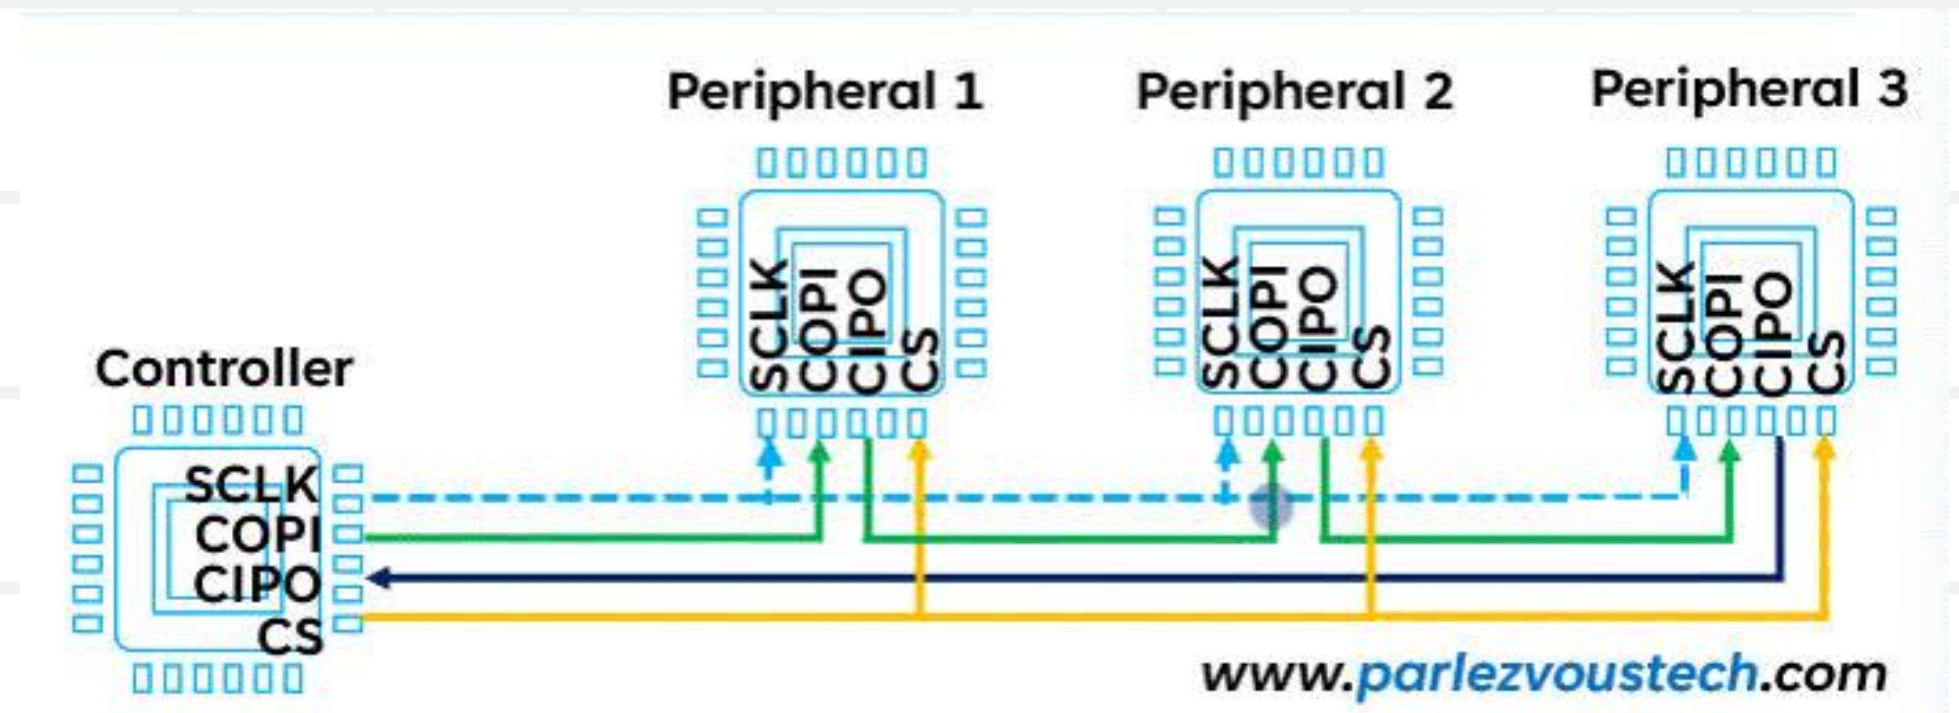 Peripheral 1
Peripheral 2
Peripheral 3
SCLK
COPI
CIPO
CS
SCLK
COPI
CIPO
CS
SCLK
COPI
CIPO
CS
Controller
SCLK
COPI
CIPO
CS
www.parlezvoustech.com